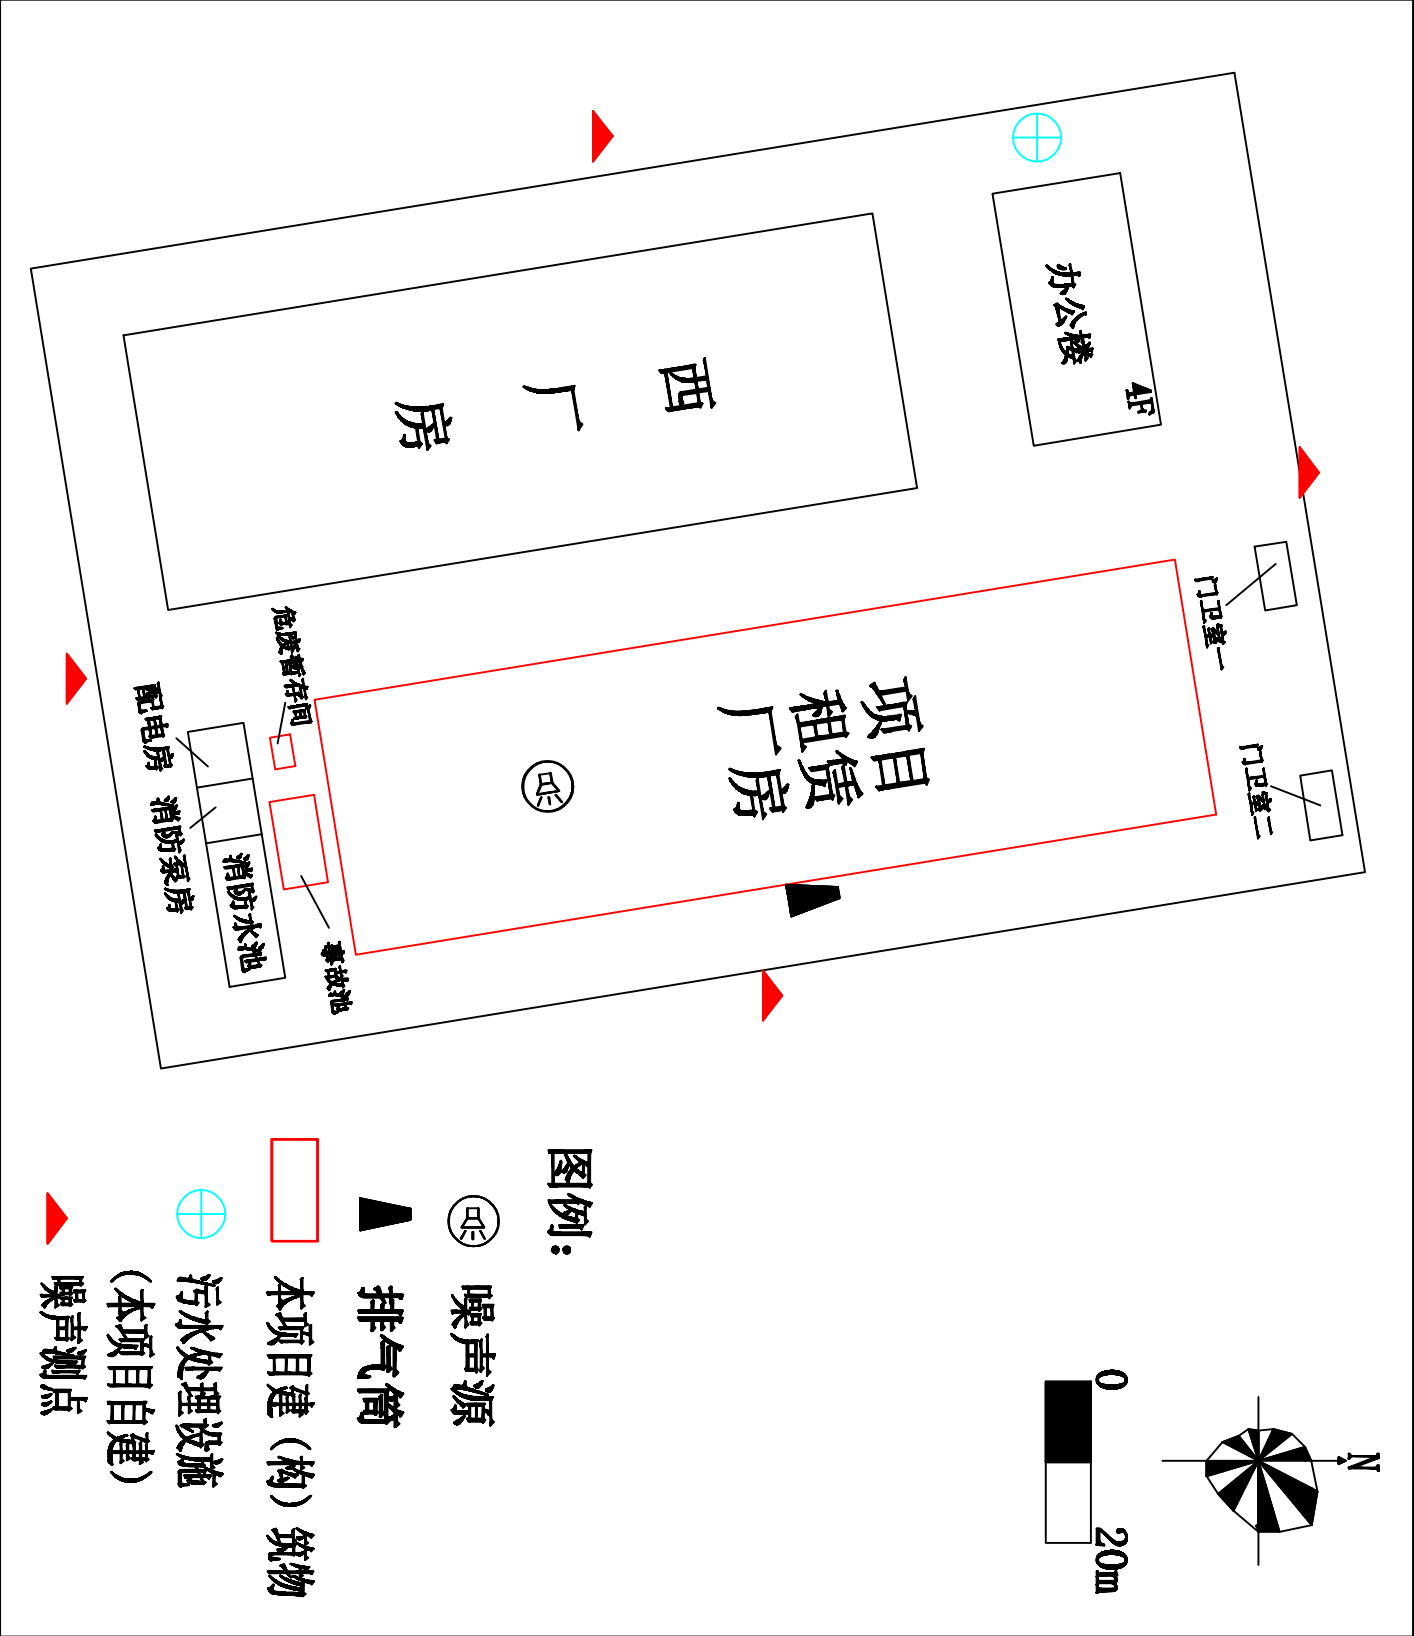 N
0
20m
门卫室一
门卫室二
办公楼
4F
西
厂
房
项目
租赁
厂房
危废暂存间
事故池
配电房
消防泵房
消防水池
图例:
噪声源
排气筒
本项目建（构）筑物
污水处理设施
（本项目自建）
噪声测点